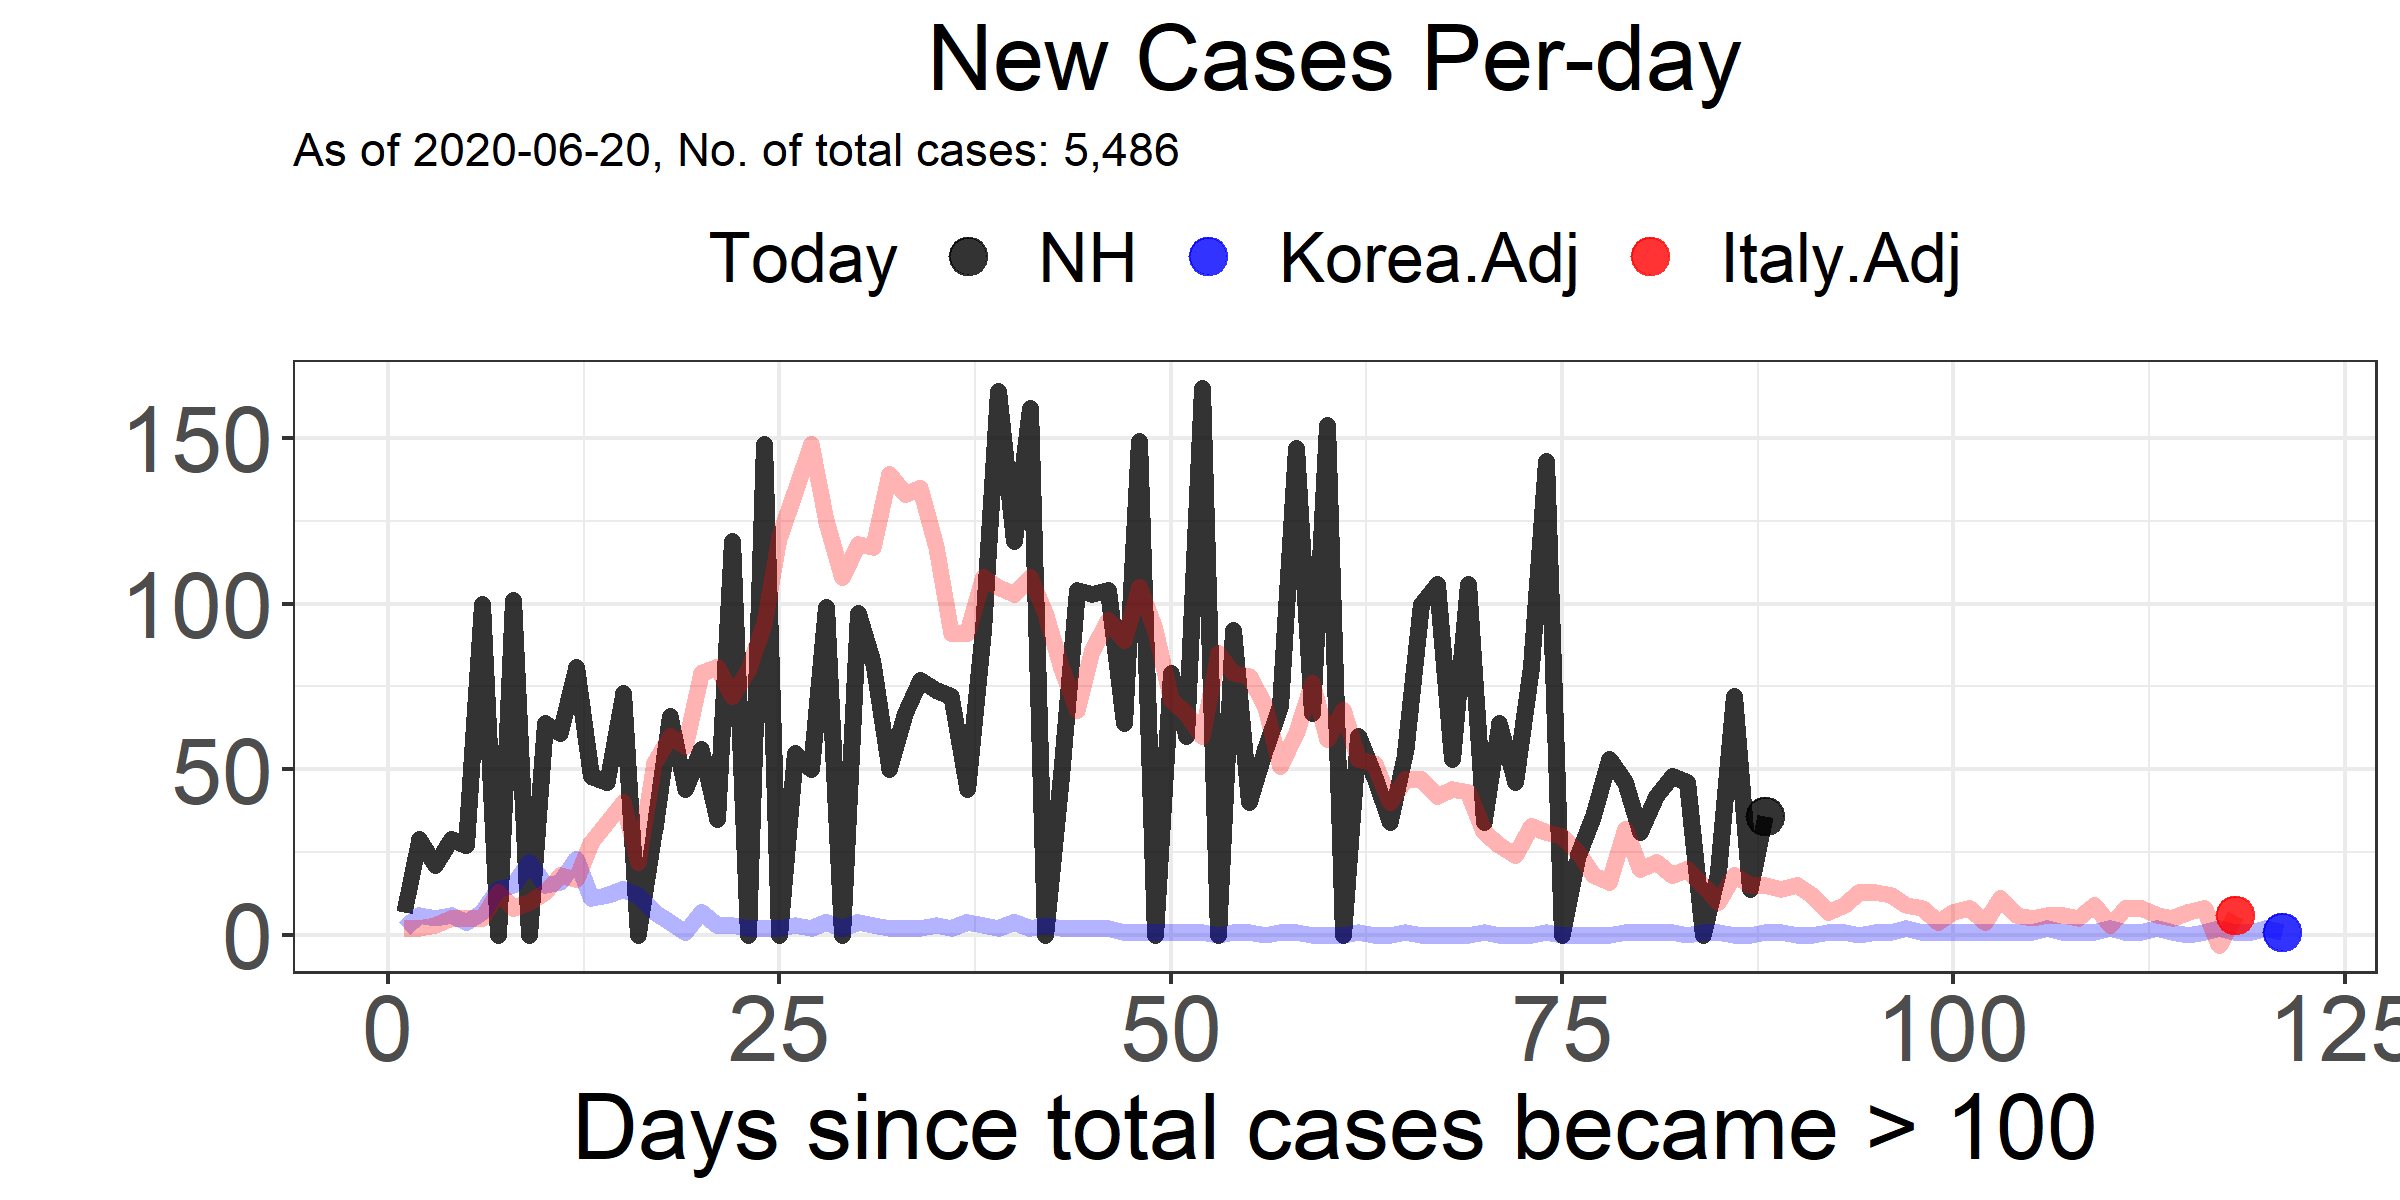 New Cases Per-day
As of 2020-06-20, No. of total cases: 5,486
Today NH Korea.Adj Italy.Adj
150
100
50
0
0 25 50 75 100 125
Days since total cases became > 100